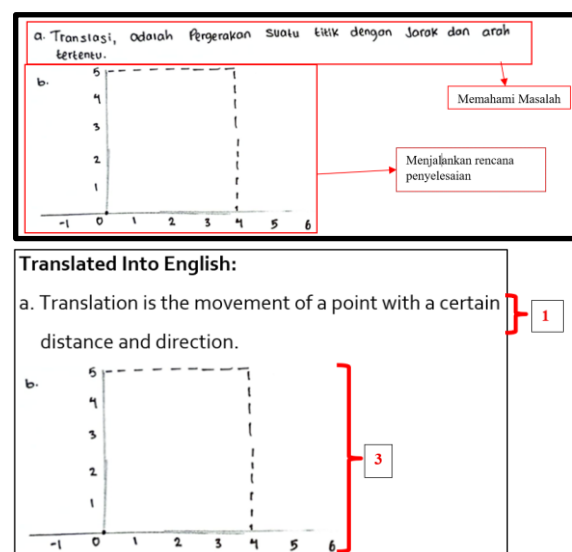 a. Translasi, adalah Pergerakan suatu titik dengan Jarak dan arah
tertentu.
Memahami Masalah
b.
5
4
3
2
1
-1 0 1 2 3 4 5 6
Menjalankan rencana
penyelesaian
Translated Into English:
a. Translation is the movement of a point with a certain
distance and direction.
1
b.
5
4
3
2
1
-1 0 1 2 3 4 5 6
3